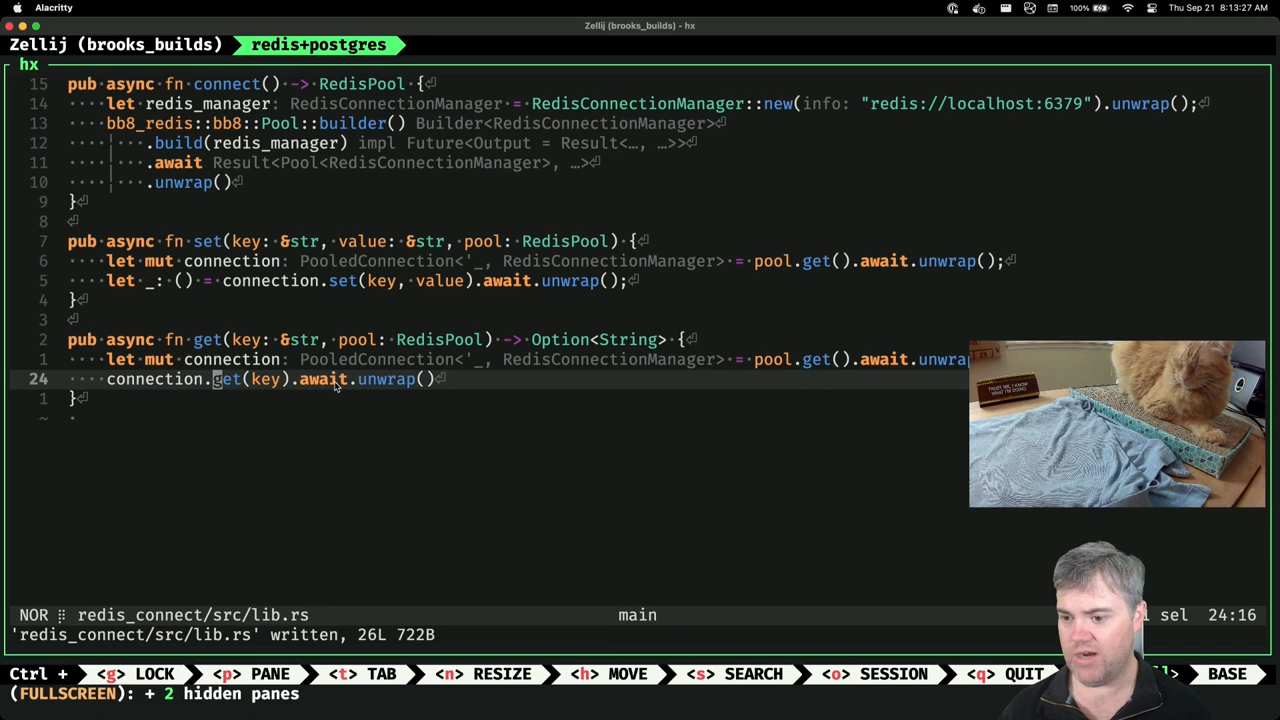 Alacritty 100% Thu Sep 21 8:13:27 AM
Zellij (brooks_builds) - hx
Zellij (brooks_builds) redis+postgres
hx
15 pub·async·fn·connect()·->·RedisPool·{⏎
14 ····let·redis_manager: RedisConnectionManager·=·RedisConnectionManager::new(info: "redis://localhost:6379").unwrap();⏎
13 ····bb8_redis::bb8::Pool::builder() Builder<RedisConnectionManager>⏎
12 ····¦···.build(redis_manager) impl Future<Output = Result<…, …>>⏎
11 ····¦···.await Result<Pool<RedisConnectionManager>, …>⏎
10 ····¦···.unwrap()⏎
9 }⏎
8 ⏎
7 pub·async·fn·set(key:·&str,·value:·&str,·pool:·RedisPool)·{⏎
6 ····let·mut·connection: PooledConnection<'_, RedisConnectionManager>·=·pool.get().await.unwrap();⏎
5 ····let·_:·()·=·connection.set(key,·value).await.unwrap();⏎
4 }⏎
3 ⏎
2 pub·async·fn·get(key:·&str,·pool:·RedisPool)·->·Option<String>·{⏎
1 ····let·mut·connection: PooledConnection<'_, RedisConnectionManager>·=·pool.get().await.unwrap
24 ····connection.get(key).await.unwrap()⏎
1 }⏎
~ ·
TRUST ME, I KNOW
WHAT I'M DOING
NOR redis_connect/src/lib.rs main sel 24:16
'redis_connect/src/lib.rs' written, 26L 722B
Ctrl + <g> LOCK <p> PANE <t> TAB <n> RESIZE <h> MOVE <s> SEARCH <o> SESSION <q> QUIT BASE
(FULLSCREEN): + 2 hidden panes